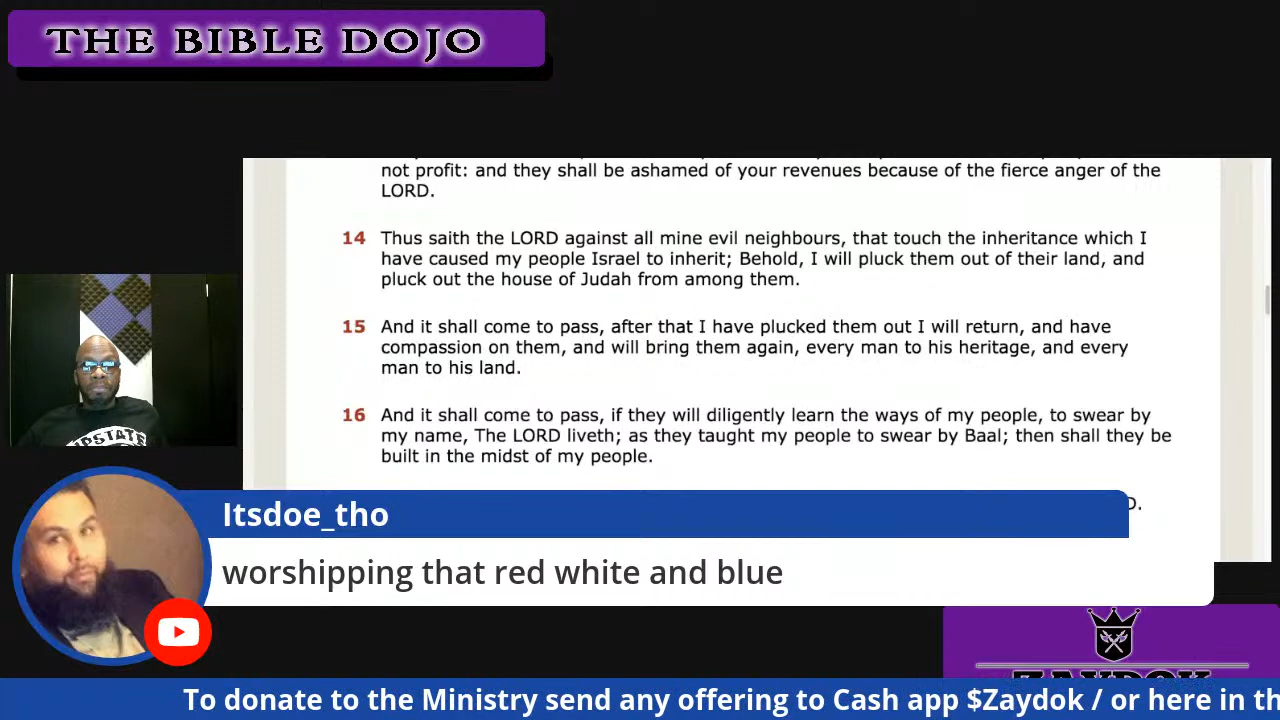 THE BIBLE DOJO
not profit: and they shall be ashamed of your revenues because of the fierce anger of the
LORD.
14 Thus saith the LORD against all mine evil neighbours, that touch the inheritance which I
have caused my people Israel to inherit; Behold, I will pluck them out of their land, and
pluck out the house of Judah from among them.
15 And it shall come to pass, after that I have plucked them out I will return, and have
compassion on them, and will bring them again, every man to his heritage, and every
man to his land.
16 And it shall come to pass, if they will diligently learn the ways of my people, to swear by
my name, The LORD liveth; as they taught my people to swear by Baal; then shall they be
built in the midst of my people.
Itsdoe_tho
worshipping that red white and blue
ZAYDOK
To donate to the Ministry send any offering to Cash app $Zaydok / or here in th